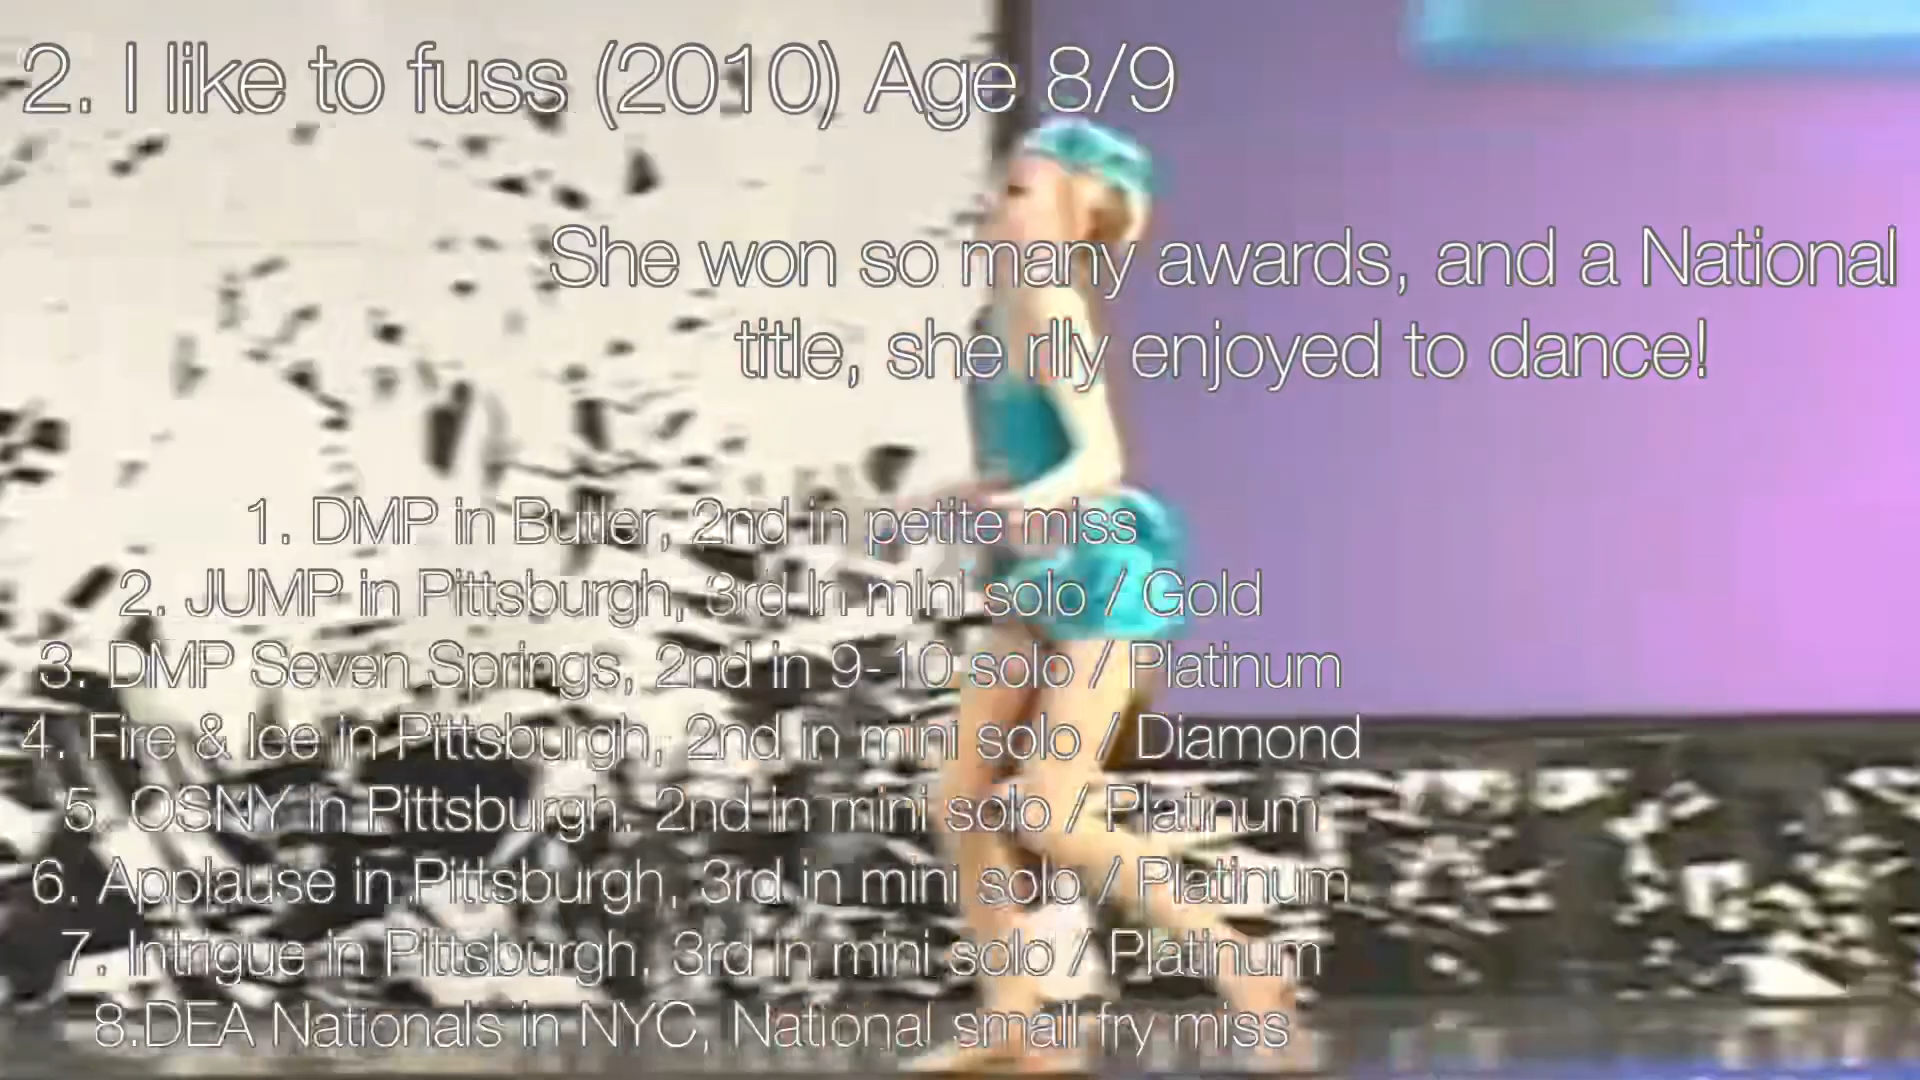 2. I like to fuss (2010) Age 8/9
She won so many awards, and a National
title, she rlly enjoyed to dance!
1. DMP in Butler, 2nd in petite miss
2. JUMP in Pittsburgh, 3rd In mInI solo / Gold
3. DMP Seven Springs, 2nd in 9-10 solo / Platinum
4. Fire & Ice in Pittsburgh, 2nd in mini solo / Diamond
5. OSNY in Pittsburgh, 2nd in mini solo / Platinum
6. Applause in Pittsburgh, 3rd in mini solo / Platinum
7. Intrigue in Pittsburgh, 3rd in mini solo / Platinum
8.DEA Nationals in NYC, National small fry miss